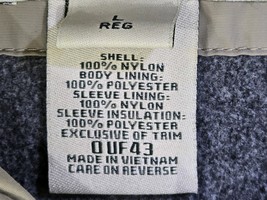 L
REG
SHELL:
100% NYLON
BODY LINING:
100% POLYESTER
SLEEVE LINING:
100% NYLON
SLEEVE INSULATION:
100% POLYESTER
EXCLUSIVE OF TRIM
0UF43
MADE IN VIETNAM
CARE ON REVERSE